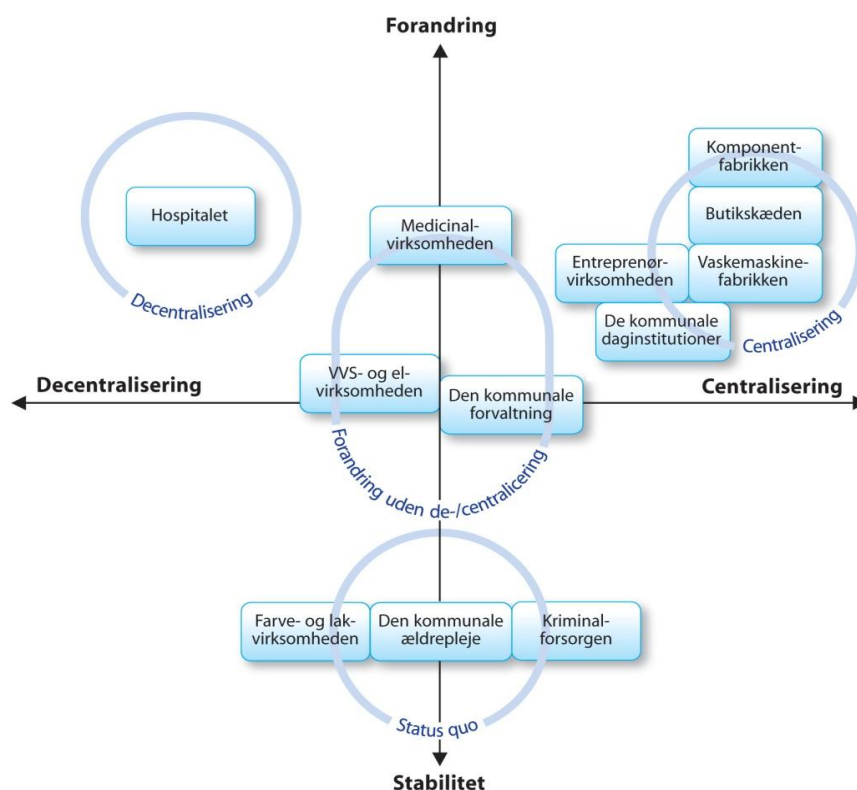 Forandring
Komponent-
fabrikken
Hospitalet
Butikskæden
Medicinal-
virksomheden
Entreprenør-
virksomheden
Vaskemaskine-
fabrikken
Decentralisering
De kommunale
daginstitutioner
Centralisering
VVS- og el-
virksomheden
Decentralisering
Centralisering
Den kommunale
forvaltning
Forandring uden de-/centralicering
Farve- og lak-
virksomheden
Den kommunale
ældrepleje
Kriminal-
forsorgen
Status quo
Stabilitet